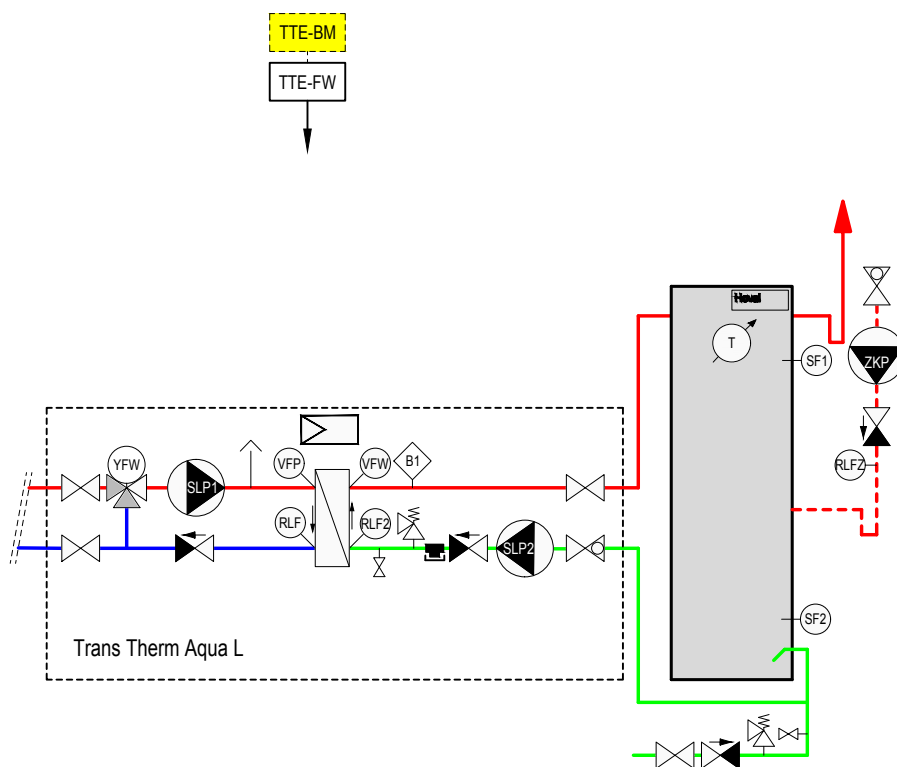 TTE-BM
TTE-FW
Hoval
T
SF1
ZKP
YFW
SLP1
VFP
VFW
B1
RLFZ
RLF
RLF2
SLP2
SF2
Trans Therm Aqua L